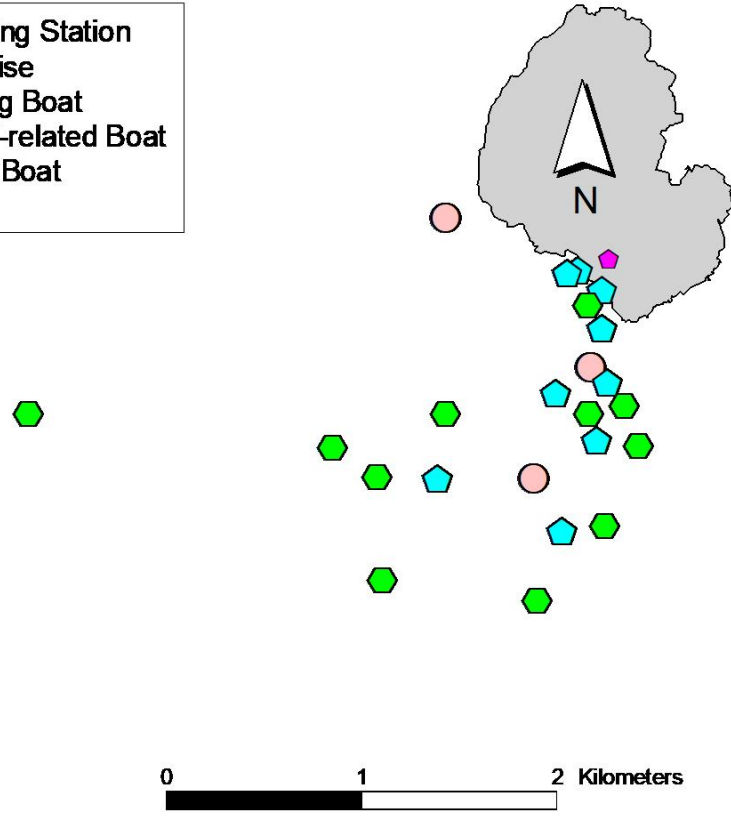 ng Station
ise
g Boat
-related Boat
Boat
N
0 1 2 Kilometers